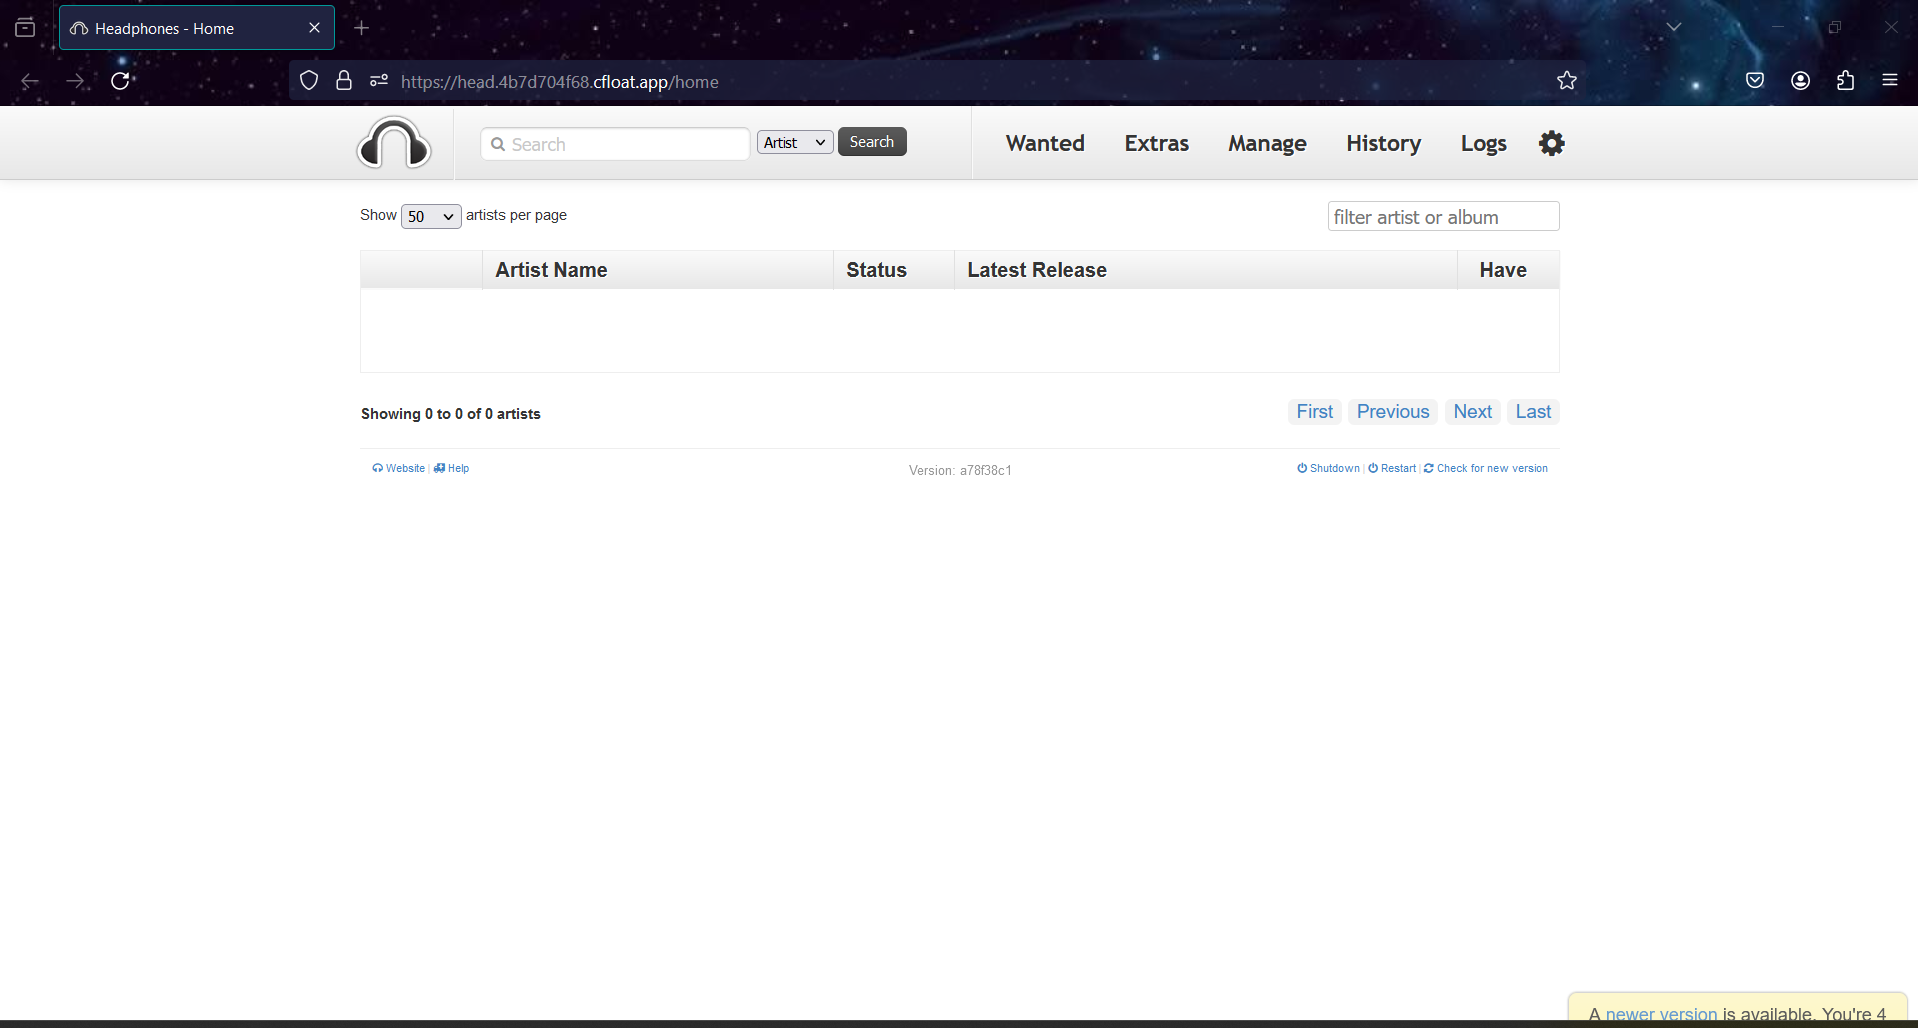 Headphones - Home
https://head.4b7d704f68.cfloat.app/home
Search Artist Search Wanted Extras Manage History Logs
Show 50 artists per page filter artist or album
Artist Name Status Latest Release Have
Showing 0 to 0 of 0 artists First Previous Next Last
Website | Help Version: a78f38c1 Shutdown | Restart | Check for new version
A newer version is available. You're 4